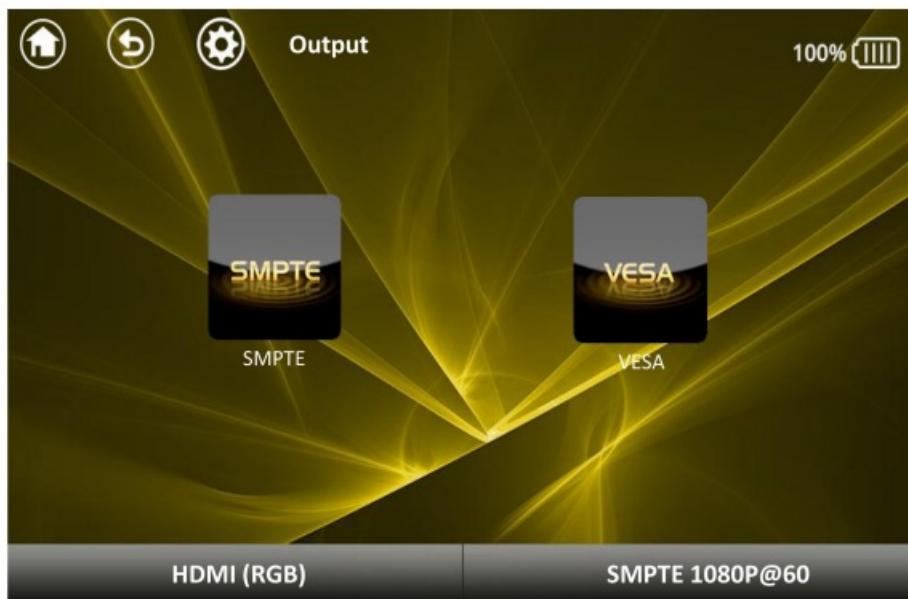 Output
100%
SMPTE
VESA
SMPTE
VESA
HDMI (RGB)
SMPTE 1080P@60